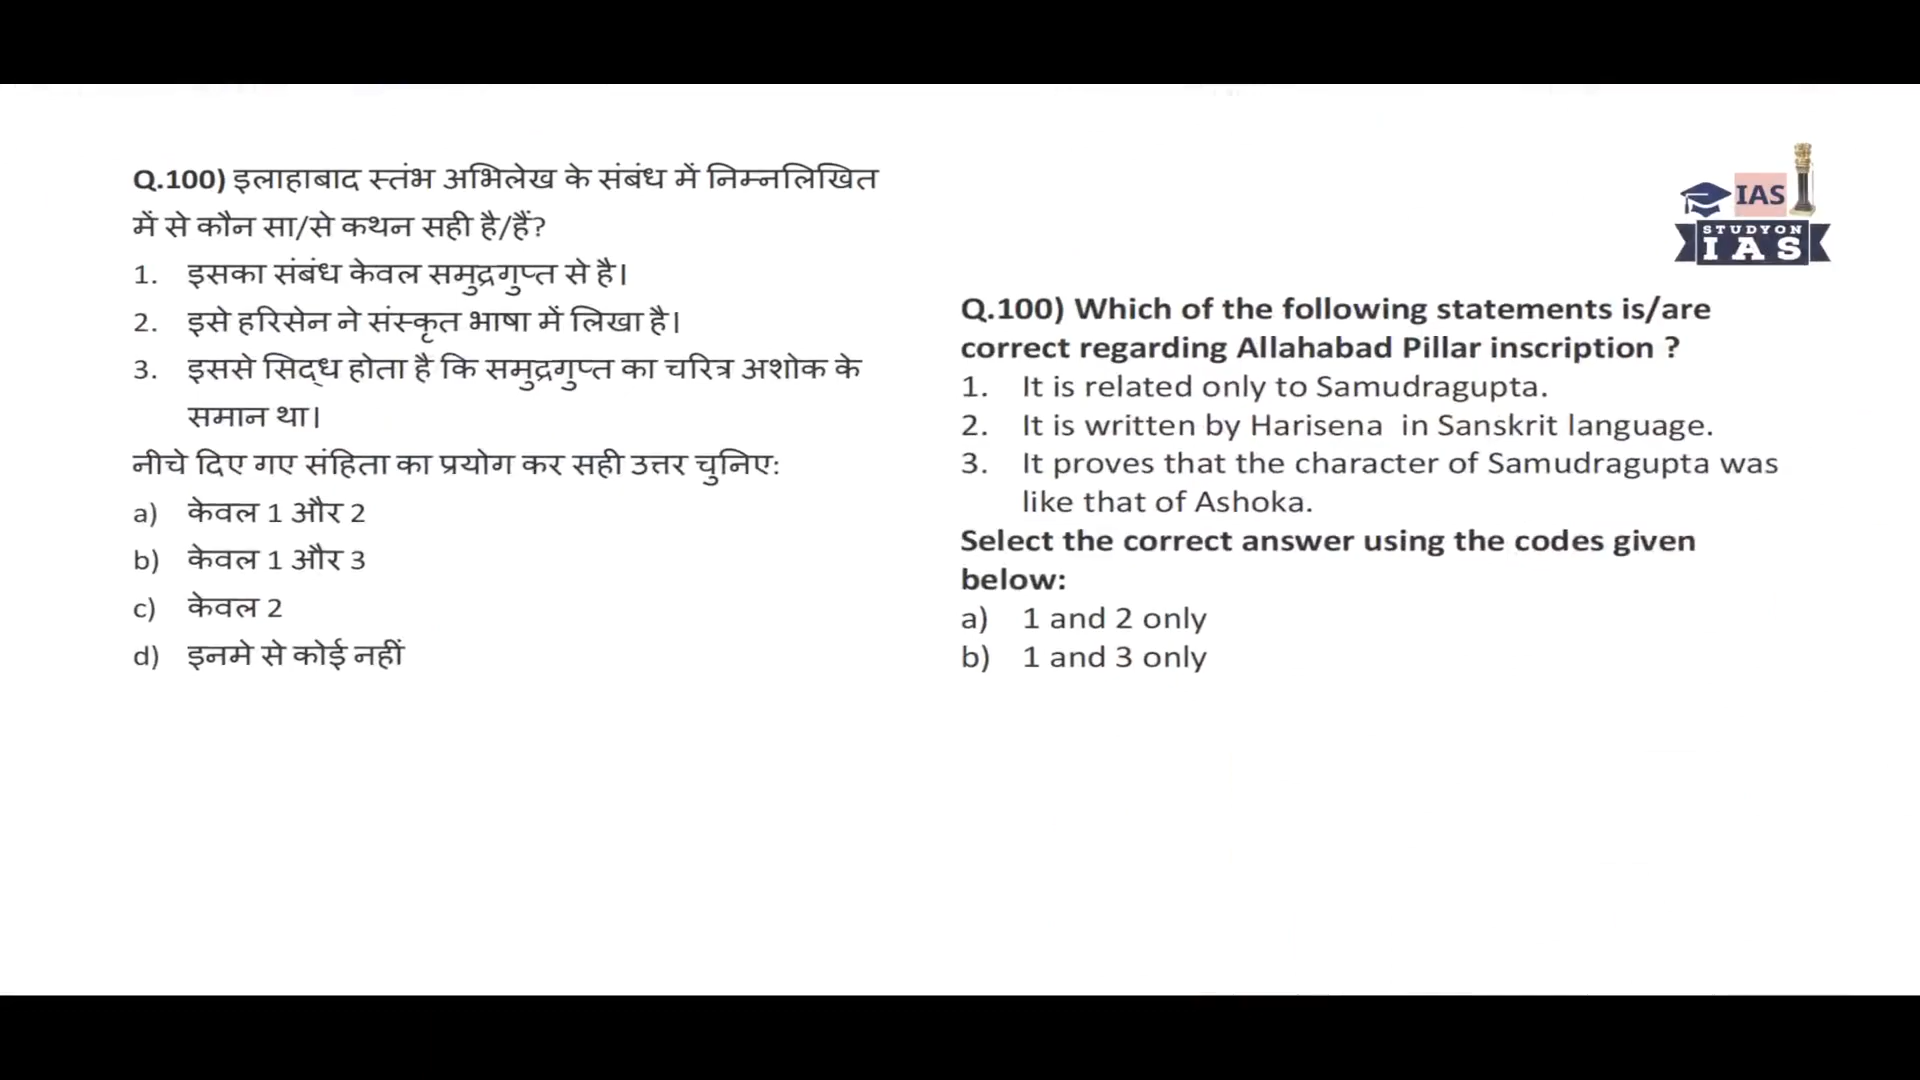 Q.100) इलाहाबाद स्तंभ अभिलेख के संबंध में निम्नलिखित
में से कौन सा/से कथन सही है/हैं?
1. इसका संबंध केवल समुद्रगुप्त से है।
2. इसे हरिसेन ने संस्कृत भाषा में लिखा है।
3. इससे सिद्ध होता है कि समुद्रगुप्त का चरित्र अशोक के
समान था।
नीचे दिए गए संहिता का प्रयोग कर सही उत्तर चुनिए:
a) केवल 1 और 2
b) केवल 1 और 3
c) केवल 2
d) इनमे से कोई नहीं
IAS
STUDYON
IAS
Q.100) Which of the following statements is/are
correct regarding Allahabad Pillar inscription ?
1. It is related only to Samudragupta.
2. It is written by Harisena in Sanskrit language.
3. It proves that the character of Samudragupta was
like that of Ashoka.
Select the correct answer using the codes given
below:
a) 1 and 2 only
b) 1 and 3 only